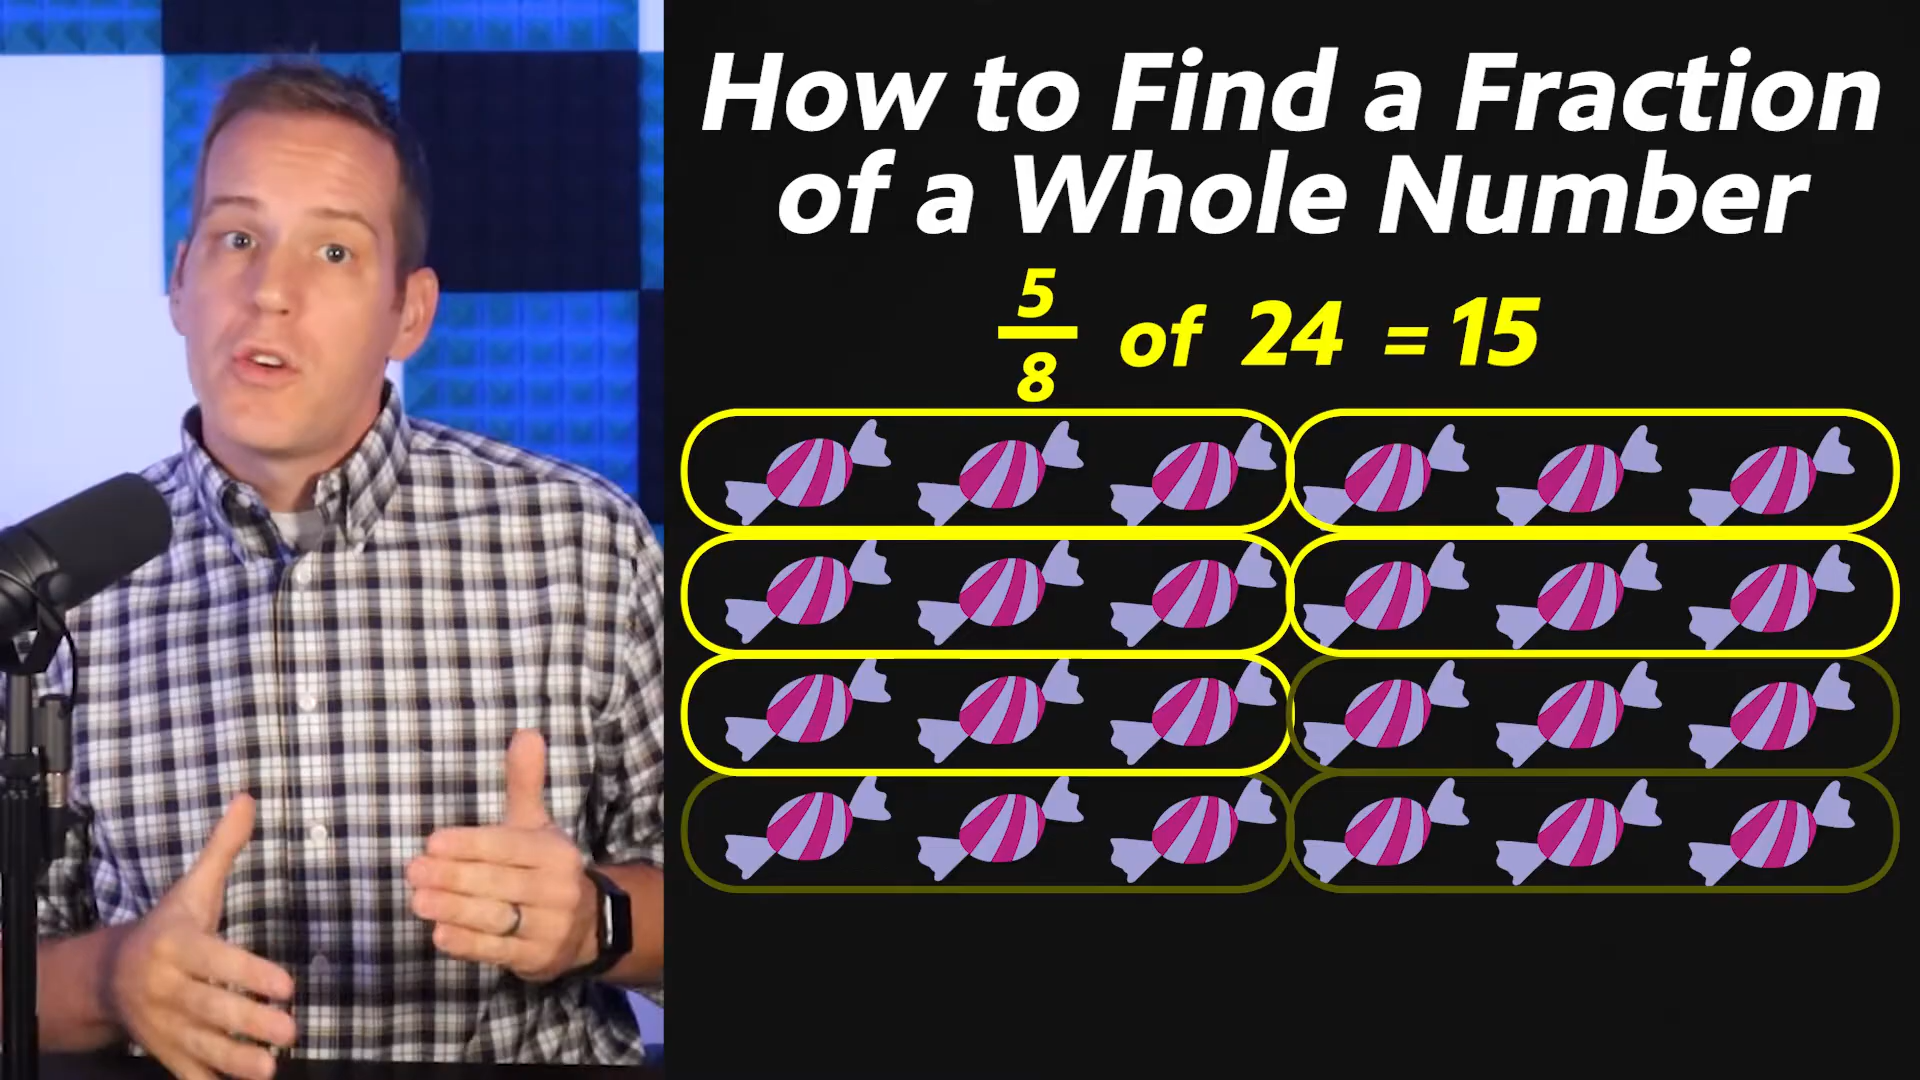 How to Find a Fraction
of a Whole Number
5/8 of 24 = 15